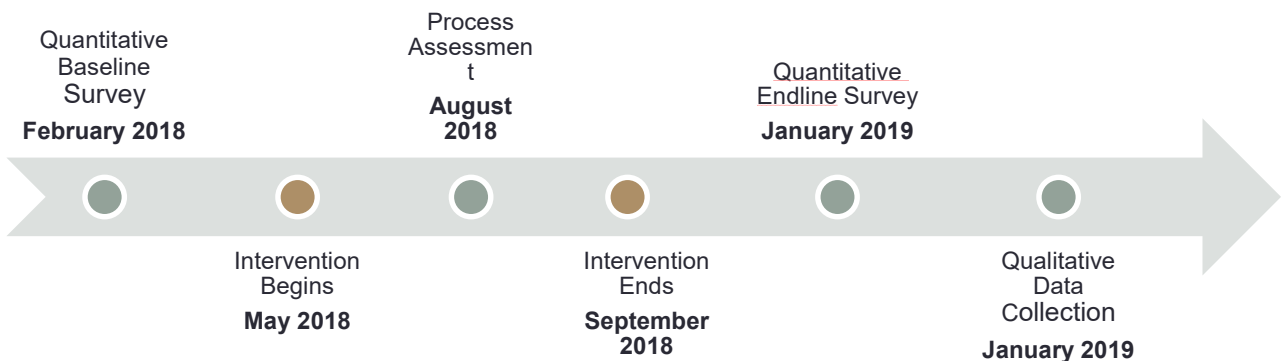 Quantitative
Baseline
Survey
February 2018
Intervention
Begins
May 2018
Process
Assessmen
t
August
2018
Intervention
Ends
September
2018
Quantitative
Endline Survey
January 2019
Qualitative
Data
Collection
January 2019